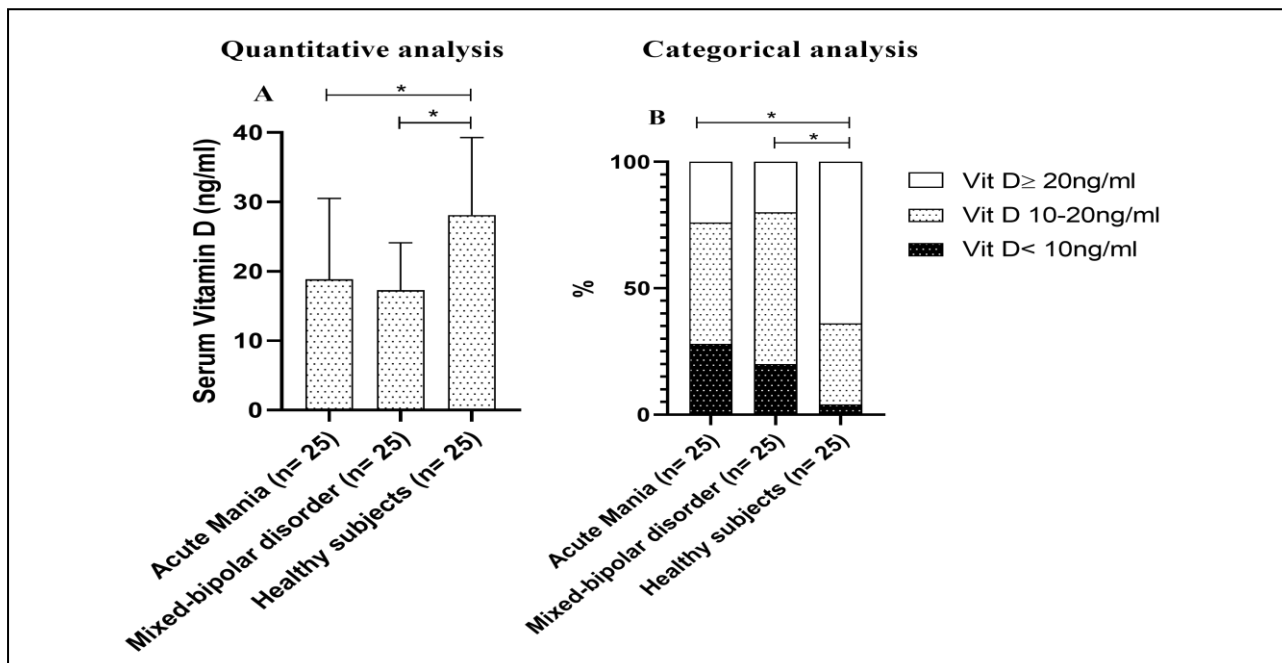 Quantitative analysis
A
*
*
Serum Vitamin D (ng/ml)
40
30
20
10
0
Acute Mania (n= 25)
Mixed-bipolar disorder (n= 25)
Healthy subjects (n= 25)
Categorical analysis
B
*
*
%
100
50
0
Acute Mania (n= 25)
Mixed-bipolar disorder (n= 25)
Healthy subjects (n= 25)
Vit D≥ 20ng/ml
Vit D 10-20ng/ml
Vit D< 10ng/ml